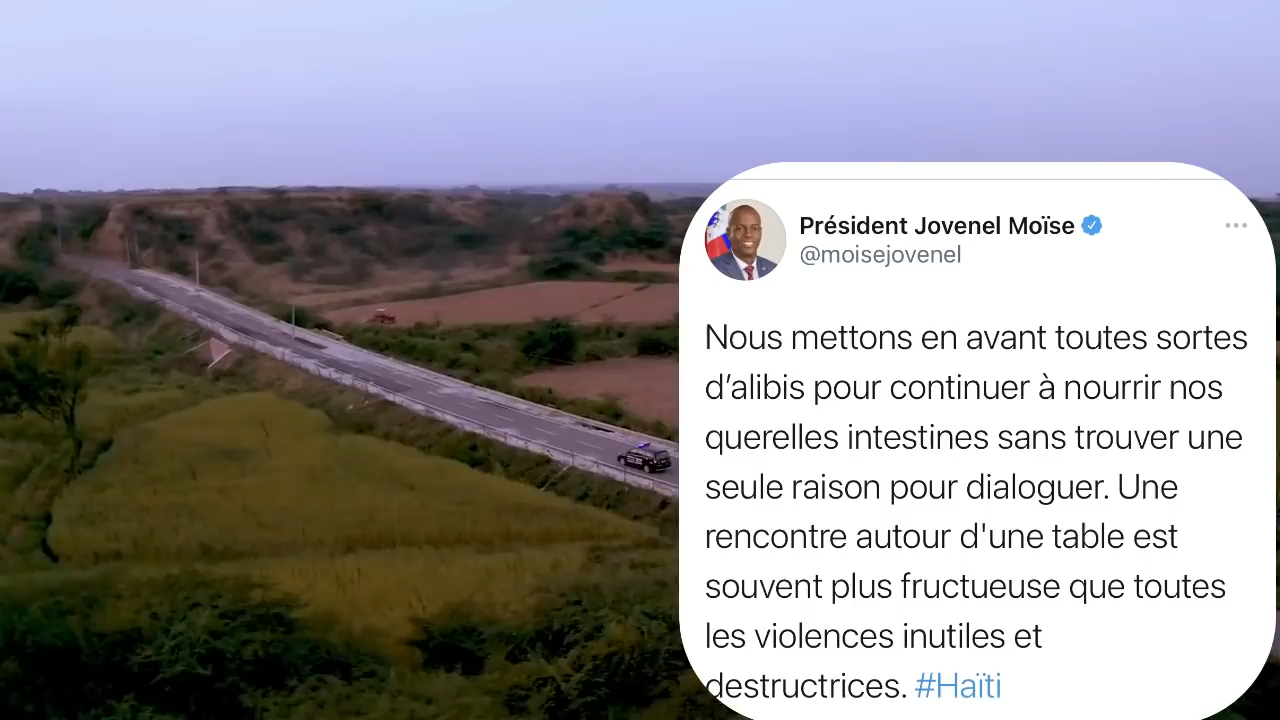 Président Jovenel Moïse
@moisejovenel
Nous mettons en avant toutes sortes
d’alibis pour continuer à nourrir nos
querelles intestines sans trouver une
seule raison pour dialoguer. Une
rencontre autour d'une table est
souvent plus fructueuse que toutes
les violences inutiles et
destructrices. #Haïti